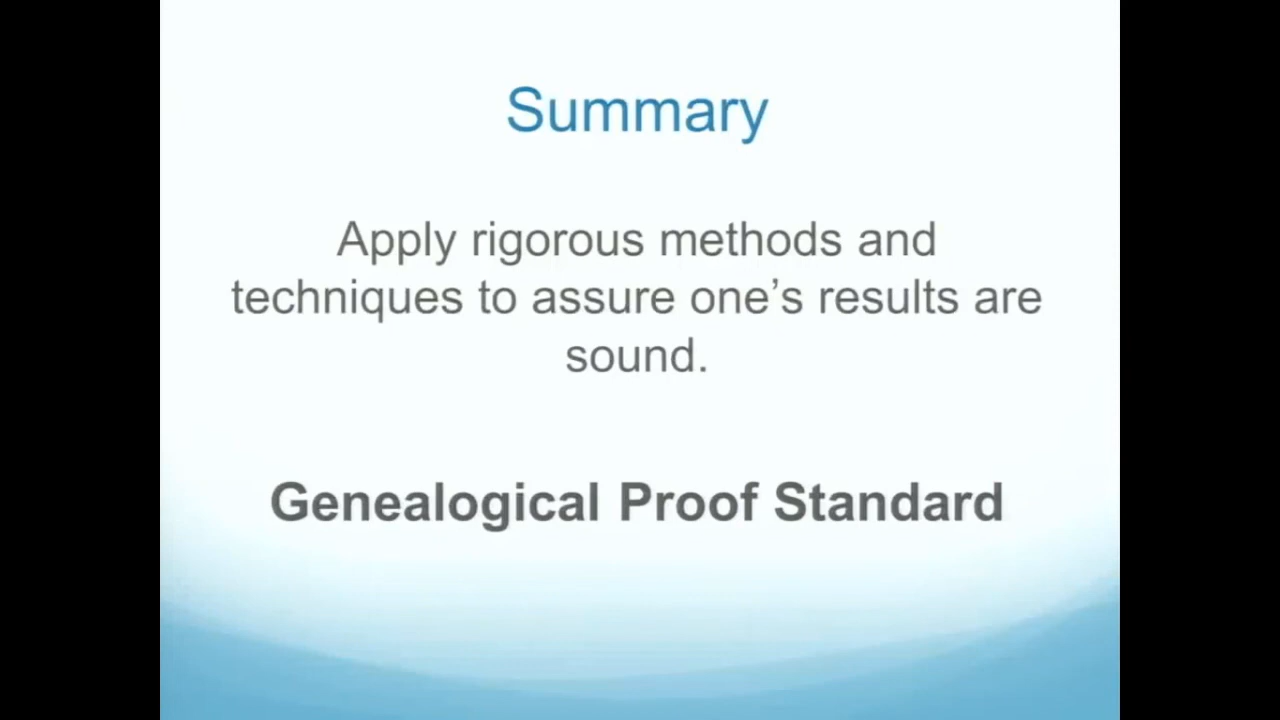 Summary
Apply rigorous methods and
techniques to assure one’s results are
sound.
Genealogical Proof Standard